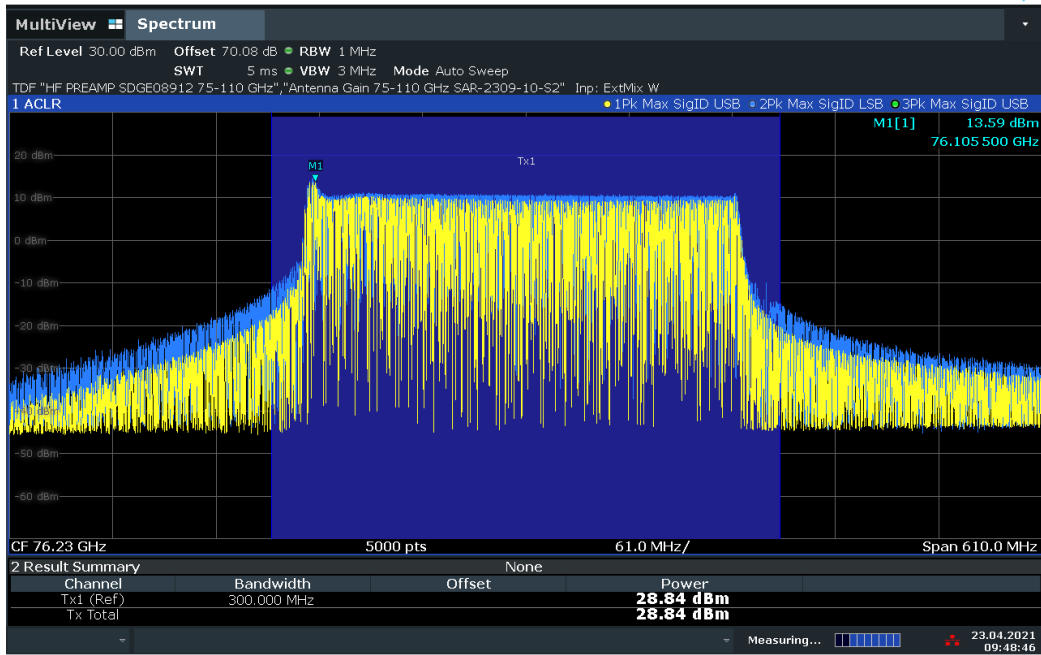 MultiView Spectrum
Ref Level 30.00 dBm Offset 70.08 dB RBW 1 MHz
SWT 5 ms VBW 3 MHz Mode Auto Sweep
TDF "HF PREAMP SDGE08912 75-110 GHz","Antenna Gain 75-110 GHz SAR-2309-10-S2" Inp: ExtMix W
1 ACLR 1Pk Max SigID USB 2Pk Max SigID LSB 3Pk Max SigID USB
M1[1] 13.59 dBm
76.105 500 GHz
20 dBm
Tx1
M1
10 dBm
0 dBm
-10 dBm
-20 dBm
-30 dBm
-50 dBm
-60 dBm
CF 76.23 GHz 5000 pts 61.0 MHz/ Span 610.0 MHz
2 Result Summary None
Channel Bandwidth Offset Power
Tx1 (Ref) 300.000 MHz 28.84 dBm
Tx Total 28.84 dBm
Measuring... 23.04.2021
09:48:46